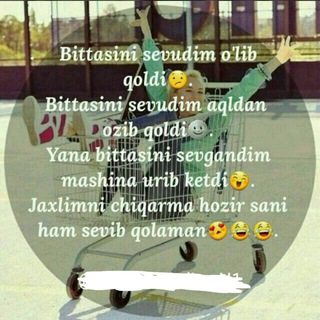 Bittasini sevudim o'lib
qoldi😕.
Bittasini sevudim aqldan
ozib qoldi🌚.
Yana bittasini sevgandim
mashina urib ketdi😲.
Jaxlimni chiqarma hozir sani
ham sevib qolaman😍😂😂.